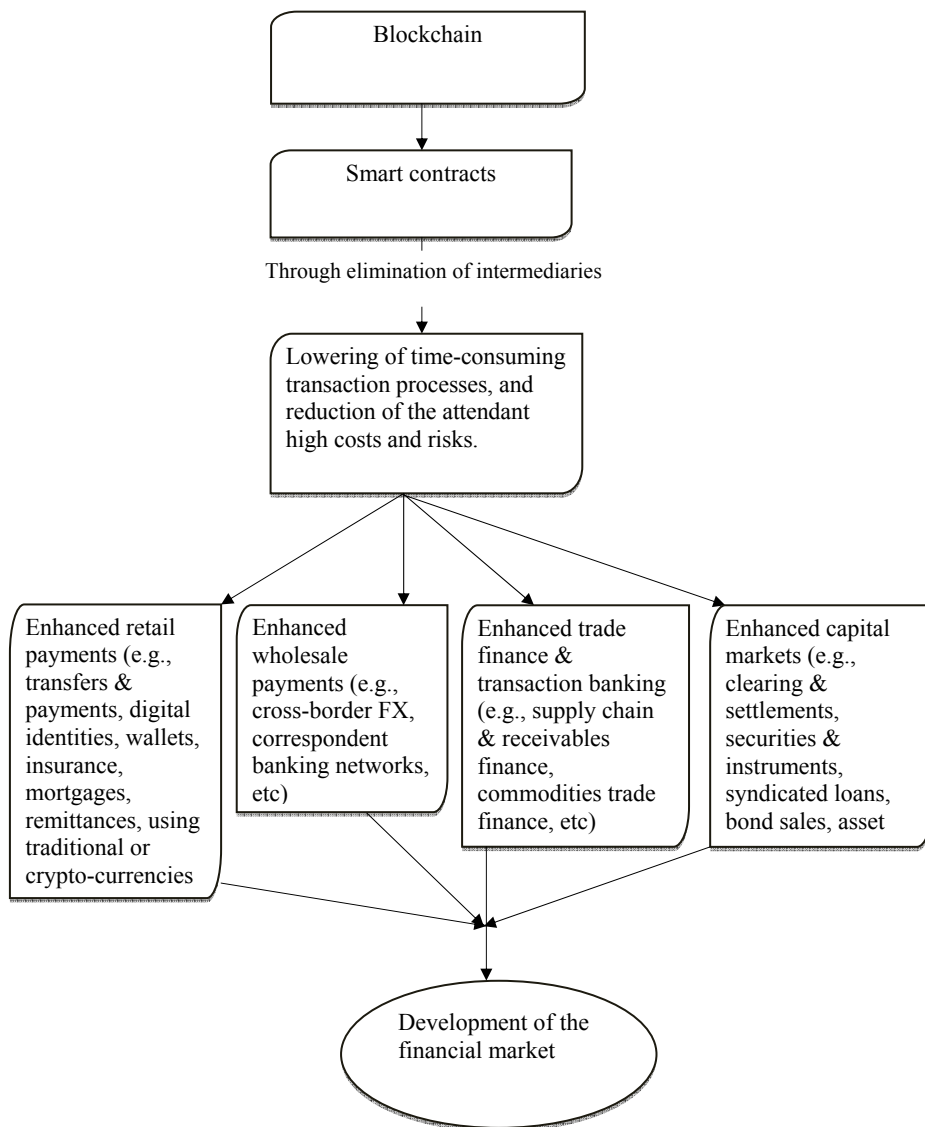 Blockchain
Smart contracts
Through elimination of intermediaries
Lowering of time-consuming
transaction processes, and
reduction of the attendant
high costs and risks.
Enhanced retail
payments (e.g.,
transfers &
payments, digital
identities, wallets,
insurance,
mortgages,
remittances, using
traditional or
crypto-currencies
Enhanced
wholesale
payments (e.g.,
cross-border FX,
correspondent
banking networks,
etc)
Enhanced trade
finance &
transaction banking
(e.g., supply chain
& receivables
finance,
commodities trade
finance, etc)
Enhanced capital
markets (e.g.,
clearing &
settlements,
securities &
instruments,
syndicated loans,
bond sales, asset
Development of the
financial market